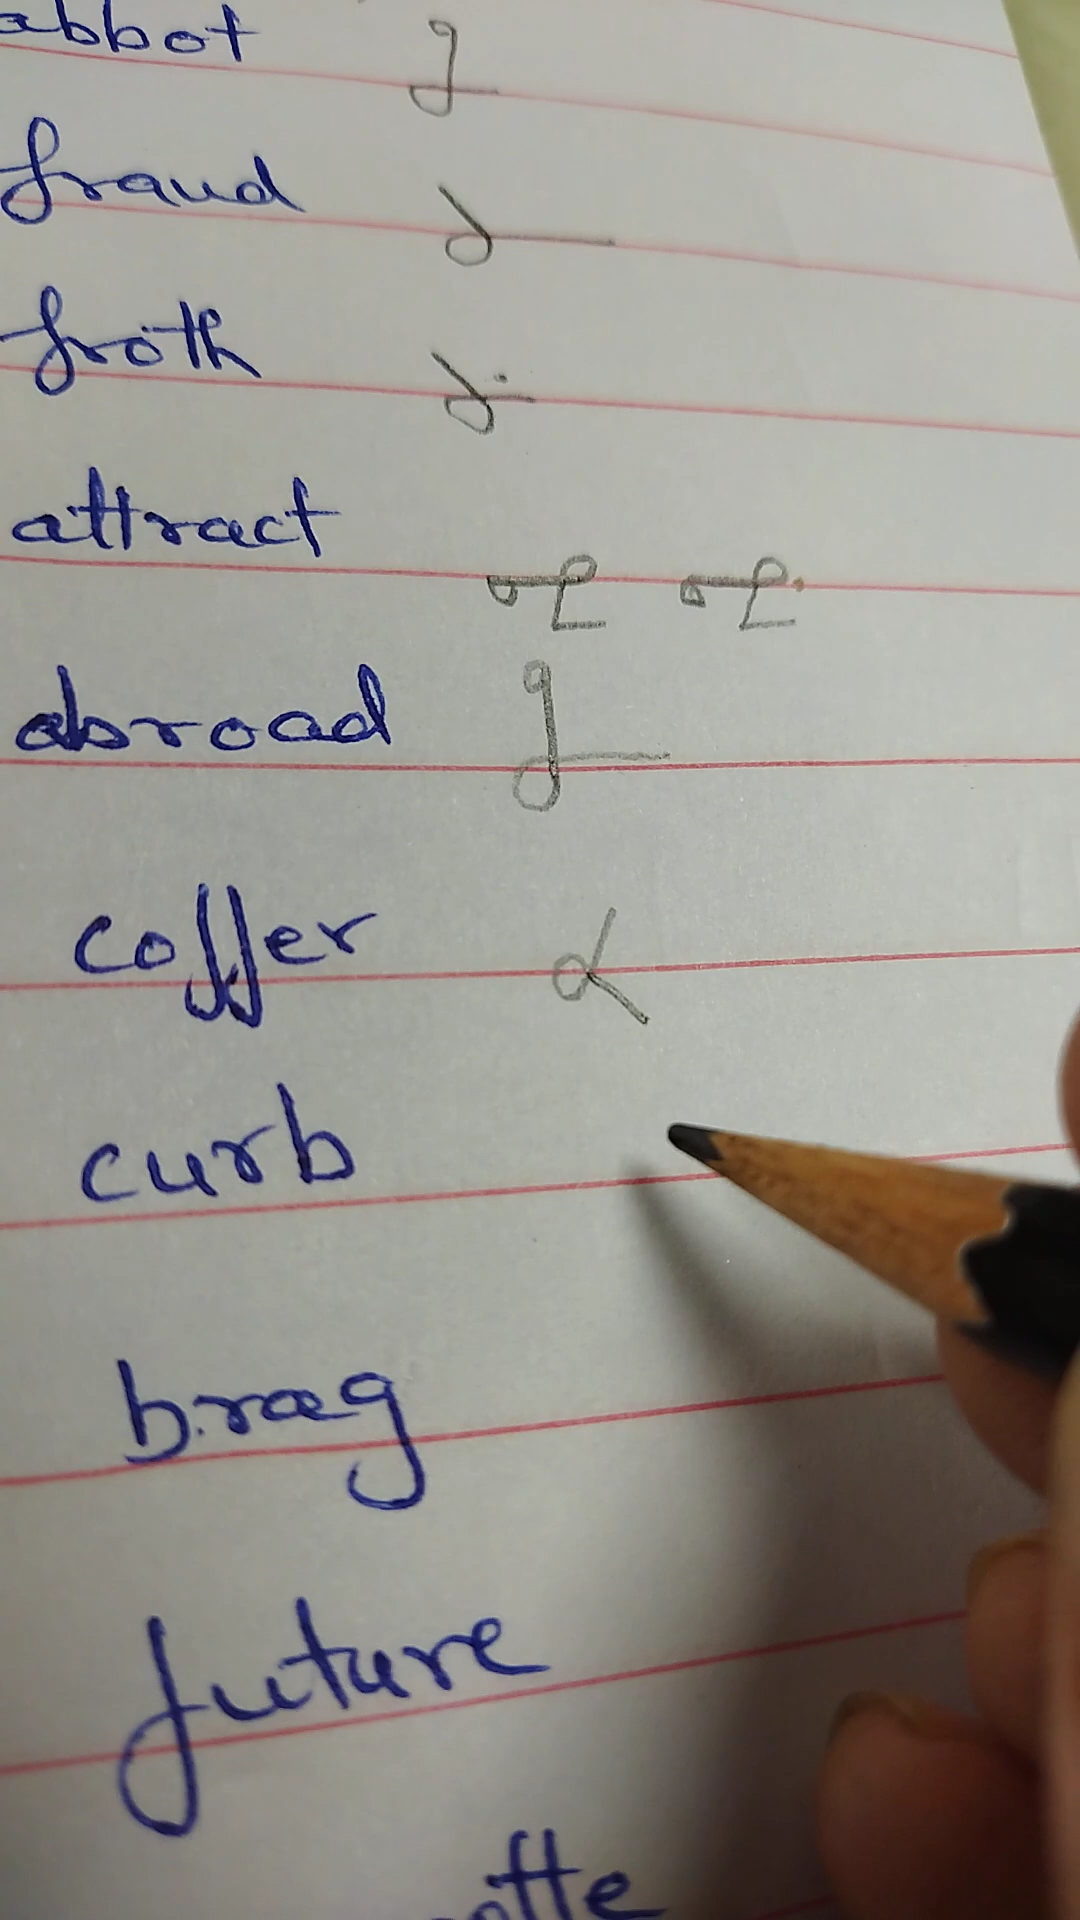 abbot
fraud
froth
attract
abroad
coffer
curb
brag
future